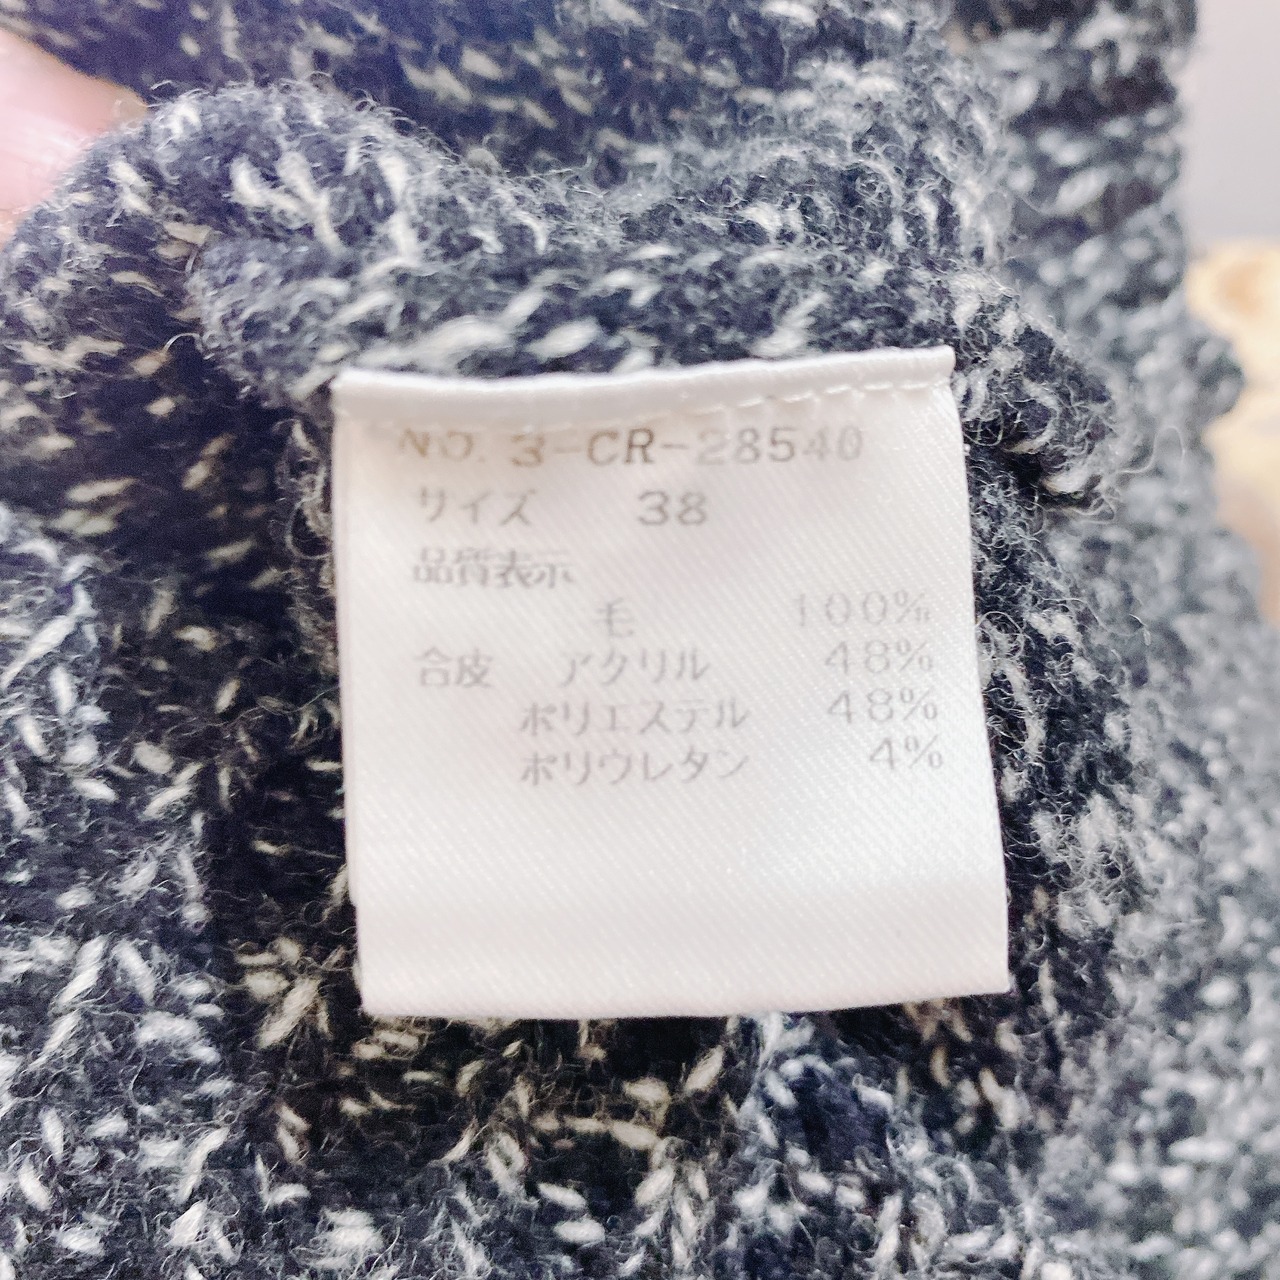 NO. 3-CR-28540
サイズ 38
品質表示
毛 100%
合皮 アクリル 48%
ポリエステル 48%
ポリウレタン 4%